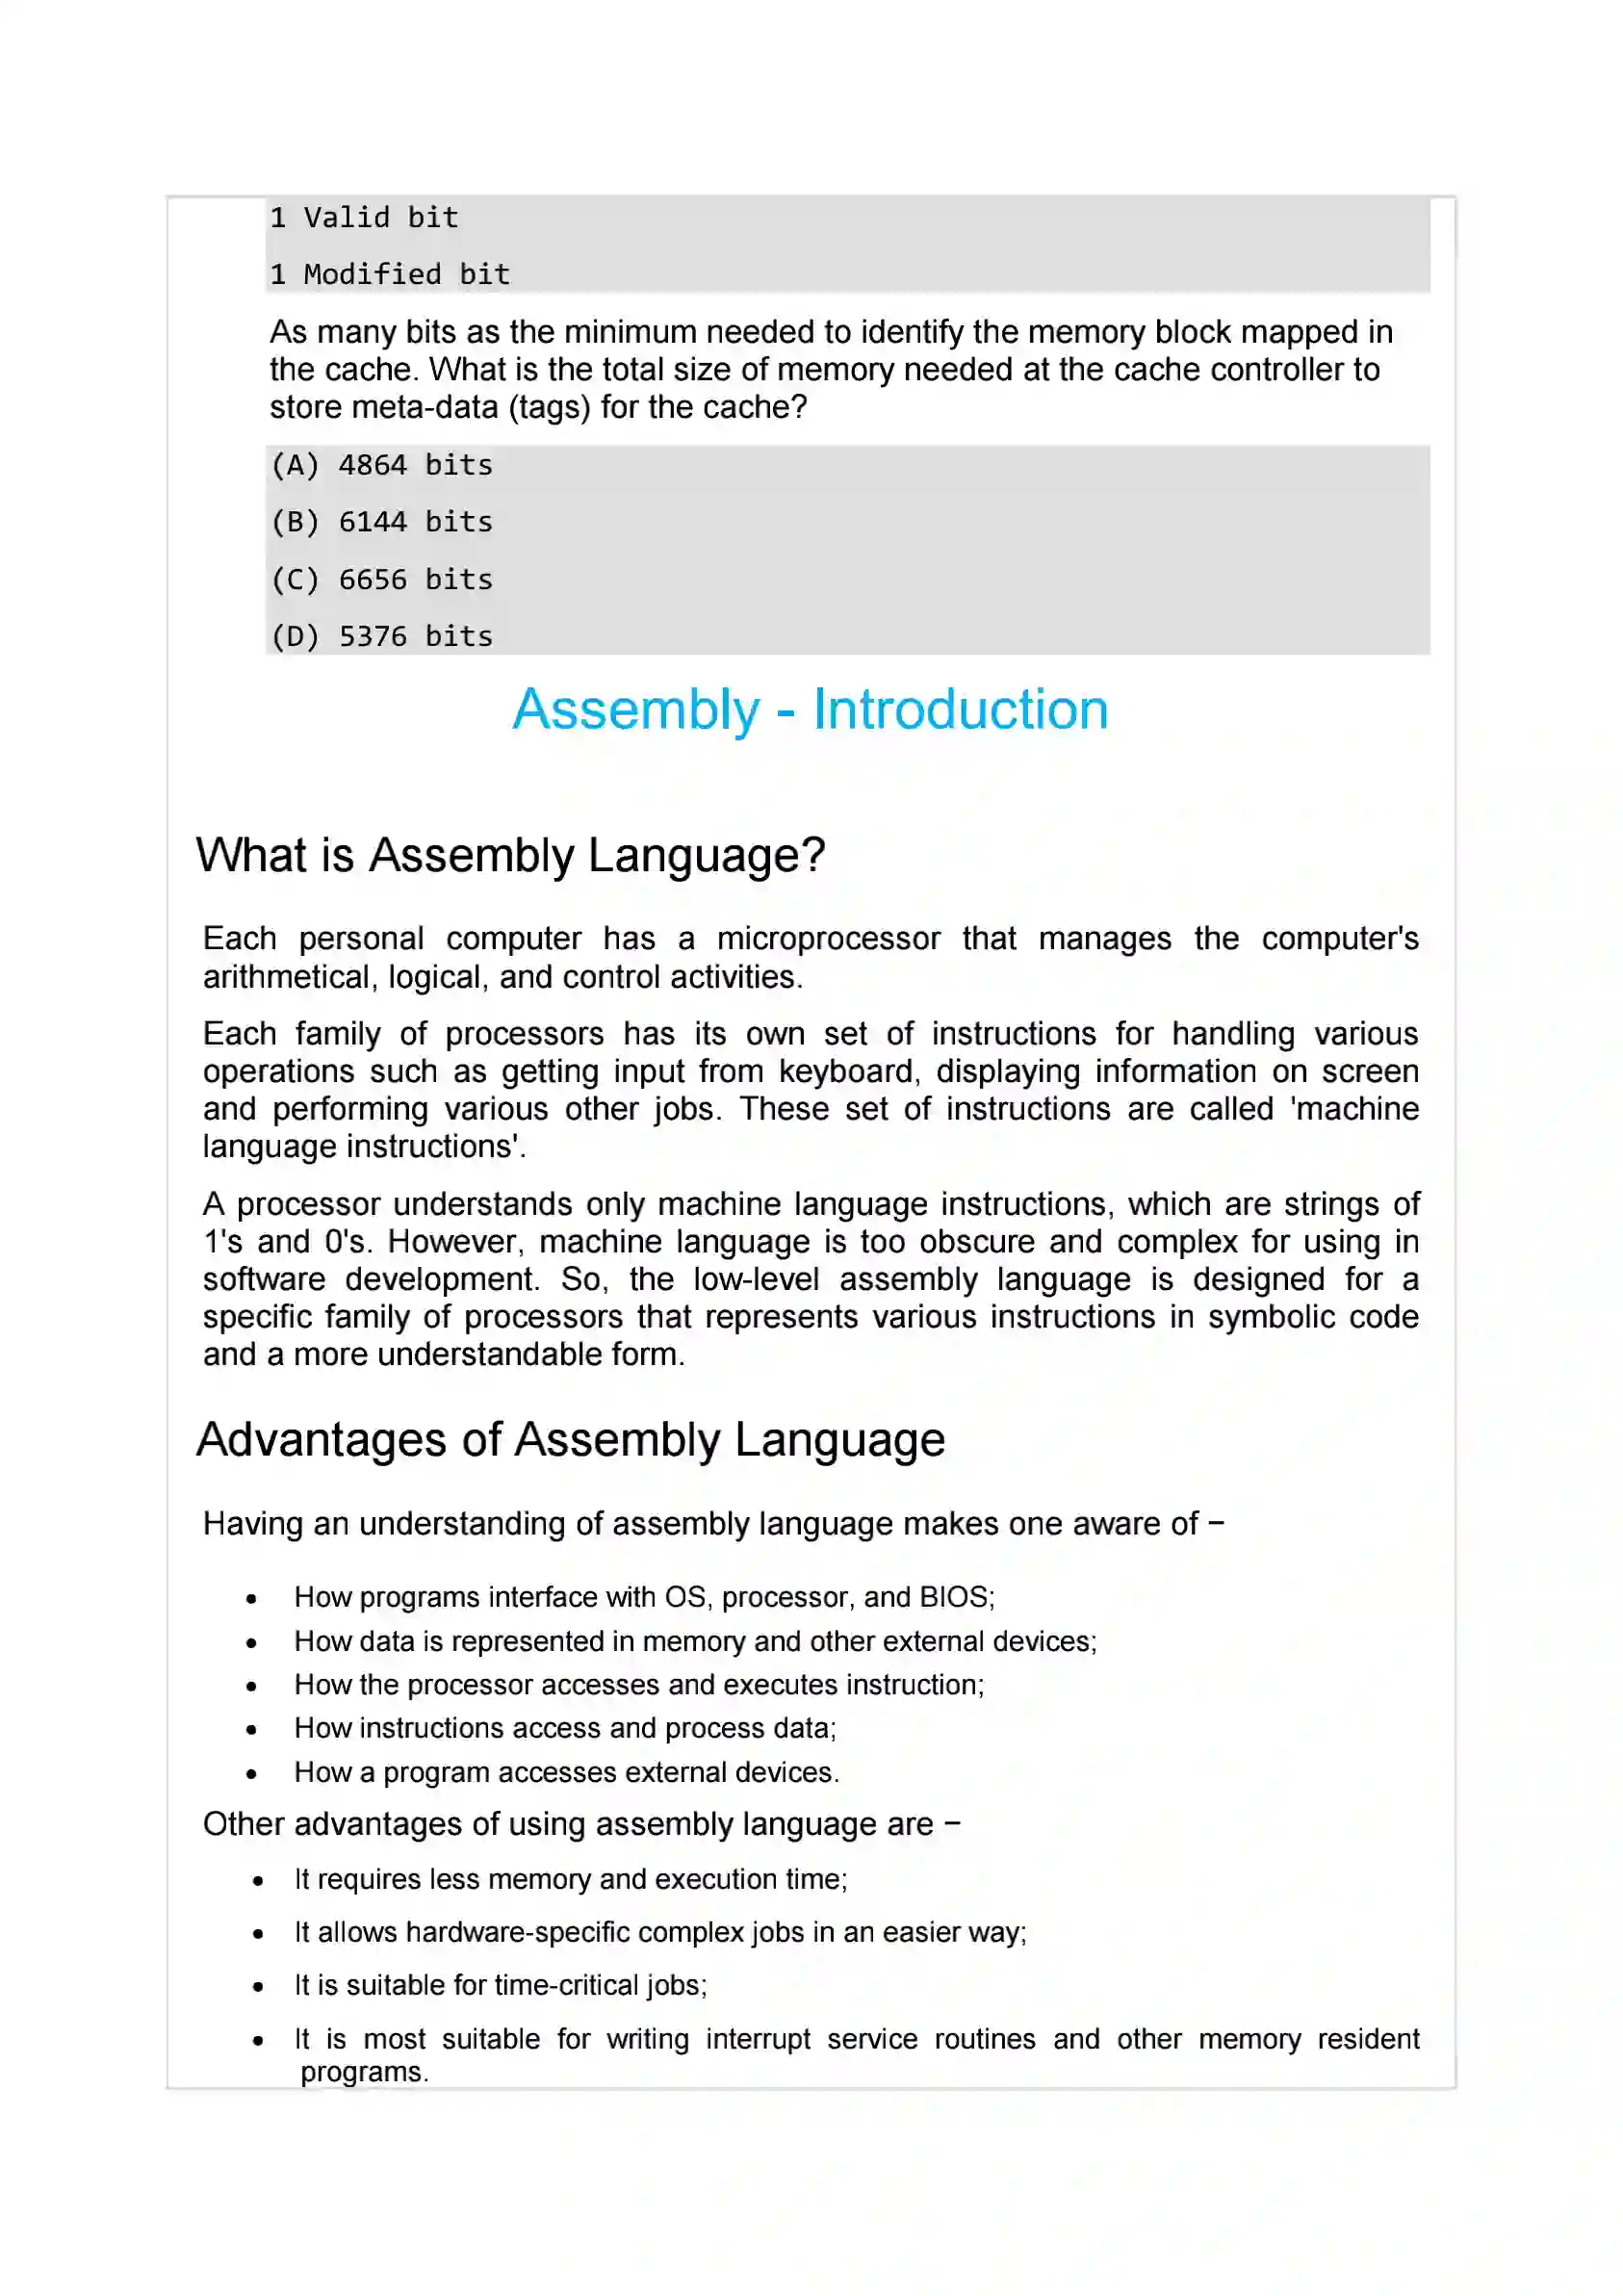 1 Valid bit
1 Modified bit
As many bits as the minimum needed to identify the memory block mapped in
the cache. What is the total size of memory needed at the cache controller to
store meta-data (tags) for the cache?
(A) 4864 bits
(B) 6144 bits
(C) 6656 bits
(D) 5376 bits
Assembly - Introduction
What is Assembly Language?
Each personal computer has a microprocessor that manages the computer's
arithmetical, logical, and control activities.
Each family of processors has its own set of instructions for handling various
operations such as getting input from keyboard, displaying information on screen
and performing various other jobs. These set of instructions are called 'machine
language instructions'.
A processor understands only machine language instructions, which are strings of
1's and 0's. However, machine language is too obscure and complex for using in
software development. So, the low-level assembly language is designed for a
specific family of processors that represents various instructions in symbolic code
and a more understandable form.
Advantages of Assembly Language
Having an understanding of assembly language makes one aware of −
• How programs interface with OS, processor, and BIOS;
• How data is represented in memory and other external devices;
• How the processor accesses and executes instruction;
• How instructions access and process data;
• How a program accesses external devices.
Other advantages of using assembly language are −
• It requires less memory and execution time;
• It allows hardware-specific complex jobs in an easier way;
• It is suitable for time-critical jobs;
• It is most suitable for writing interrupt service routines and other memory resident
programs.